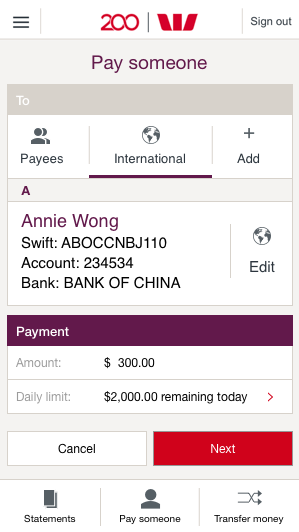 200
Sign out
Pay someone
To
Payees
International
Add
A
Annie Wong
Swift: ABOCCNBJ110
Account: 234534
Bank: BANK OF CHINA
Edit
Payment
Amount: $ 300.00
Daily limit: $2,000.00 remaining today
Cancel
Next
Statements
Pay someone
Transfer money